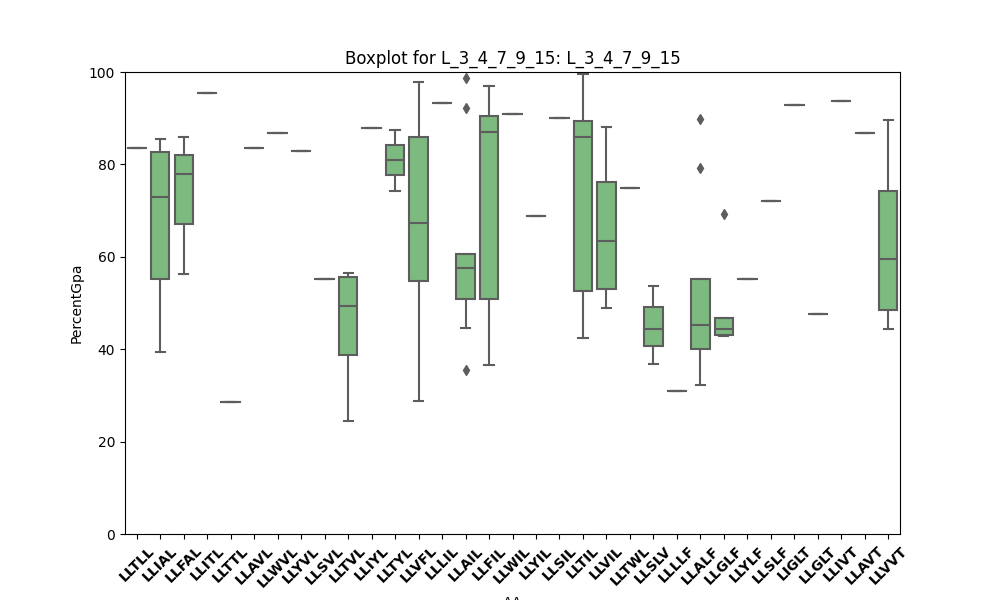 Boxplot for L_3_4_7_9_15: L_3_4_7_9_15
PercentGpa
100
80
60
40
20
0
LLTLL
LLIAL
LLFAL
LLITL
LLTTL
LLAVL
LLWVL
LLYVL
LLSVL
LLTVL
LLIYL
LLTYL
LLVFL
LLLIL
LLAIL
LLFIL
LLWIL
LLYIL
LLSIL
LLTIL
LLVIL
LLTWL
LLSLV
LLLLF
LLALF
LLGLF
LLYLF
LLSLF
LIGLT
LLGLT
LLIVT
LLAVT
LLVVT